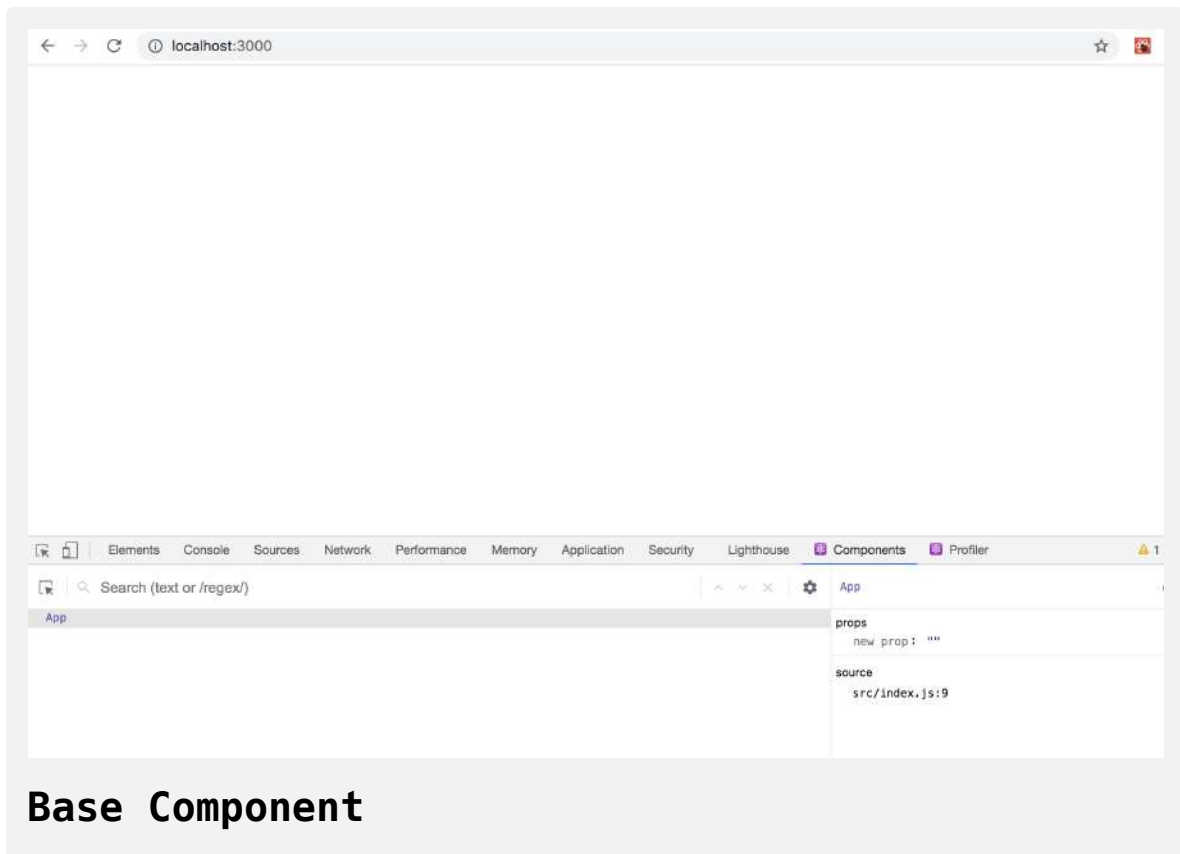 localhost:3000
Elements Console Sources Network Performance Memory Application Security Lighthouse Components Profiler 1
Search (text or /regex/)
App
App
props
new prop: ""
source
src/index.js:9
Base Component